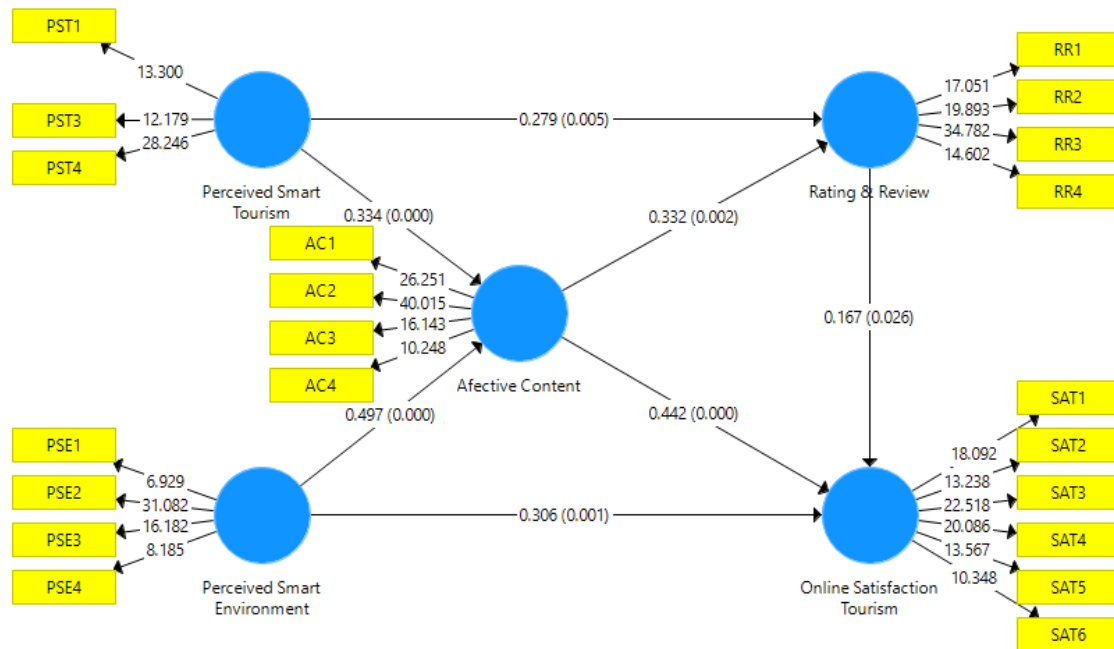 PST1
13.300
PST3
12.179
PST4
28.246
Perceived Smart
Tourism
0.279 (0.005)
RR1
17.051
RR2
19.893
RR3
34.782
14.602
RR4
Rating & Review
0.334 (0.000)
0.332 (0.002)
AC1
26.251
AC2
40.015
AC3
16.143
10.248
AC4
Afective Content
0.167 (0.026)
0.497 (0.000)
0.442 (0.000)
PSE1
6.929
PSE2
31.082
PSE3
16.182
8.185
PSE4
Perceived Smart
Environment
0.306 (0.001)
SAT1
18.092
SAT2
13.238
SAT3
22.518
20.086
SAT4
13.567
SAT5
10.348
SAT6
Online Satisfaction
Tourism